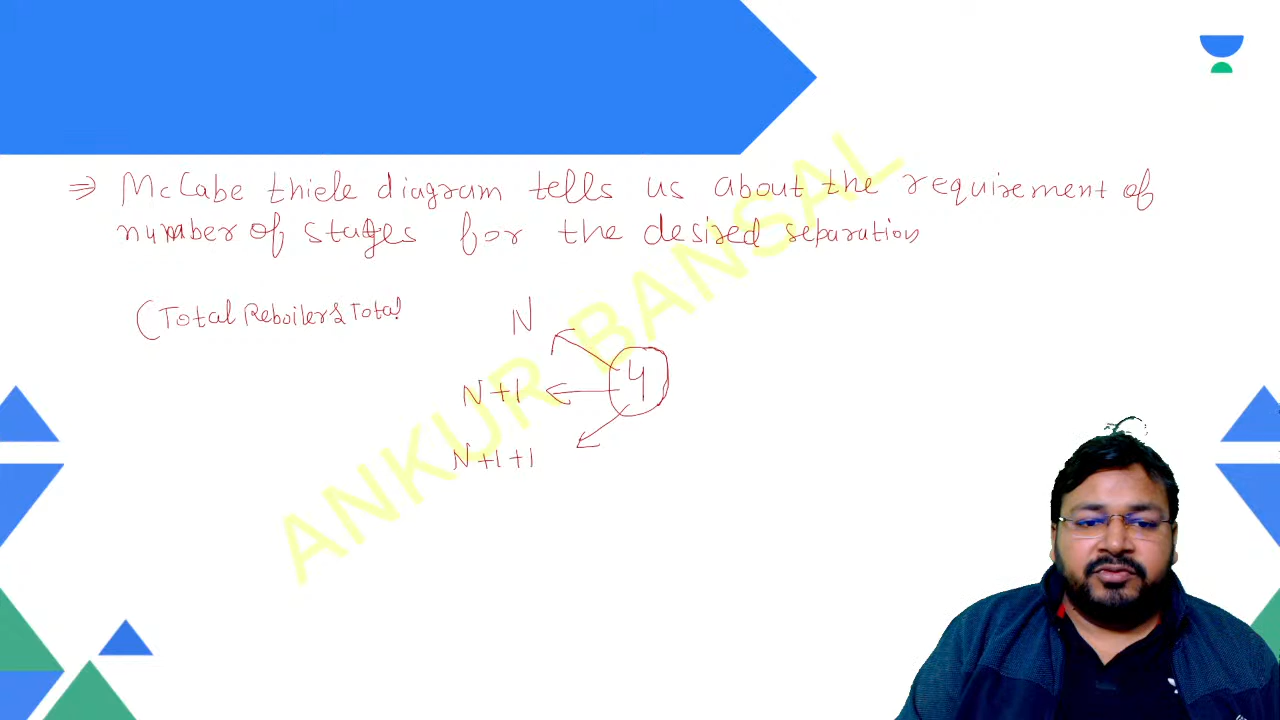 ⇒ McCabe thiele diagram tells us about the requirement of
number of stages for the desired separation
(Total Reboiler & Total
N
4
N+1
N+1+1
ANKUR BANSAL